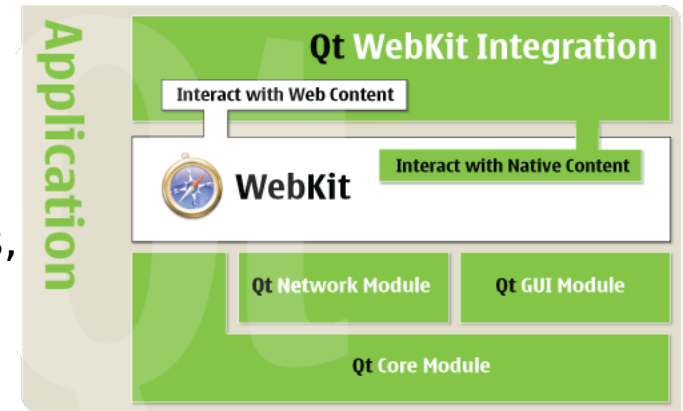 Application
Qt WebKit Integration
Interact with Web Content
Interact with Native Content
WebKit
Qt Network Module
Qt GUI Module
Qt Core Module